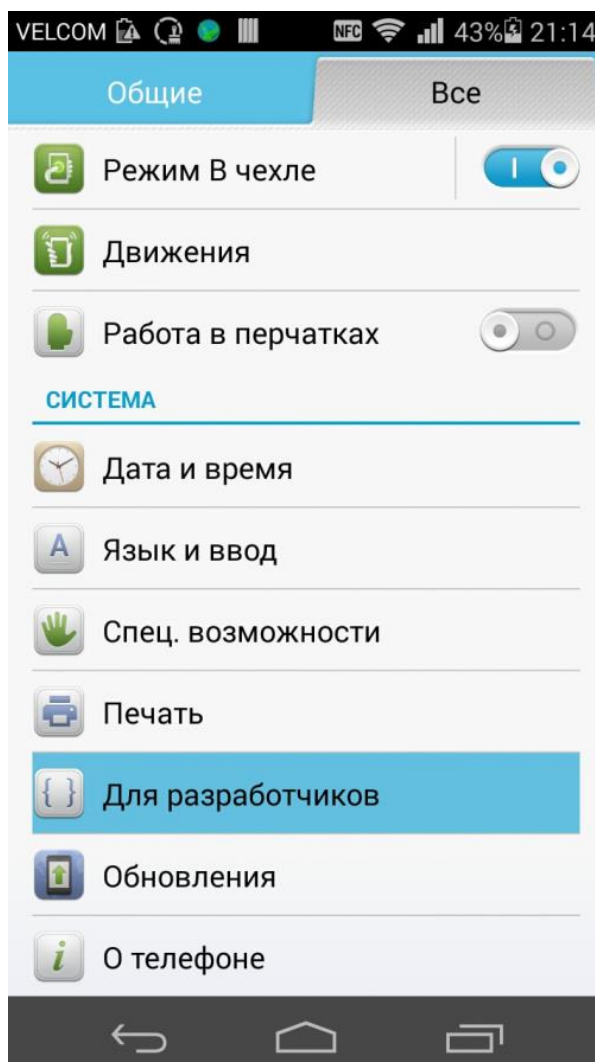 VELCOM NFC 43% 21:14
Общие Все
Режим В чехле
Движения
Работа в перчатках
СИСТЕМА
Дата и время
A Язык и ввод
Спец. возможности
Печать
{ } Для разработчиков
Обновления
i О телефоне